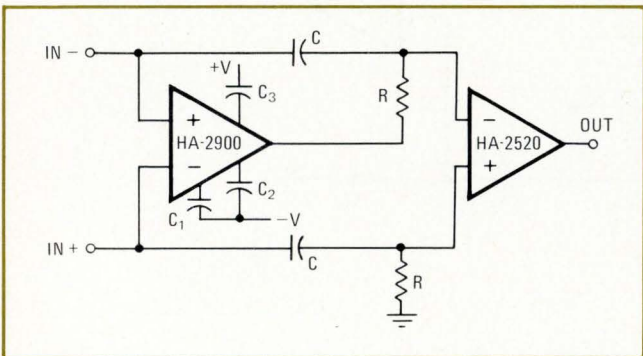 IN −
C
+V
C3
R
+
HA-2900
−
−
HA-2520
+
OUT
C1
C2
−V
IN +
C
R